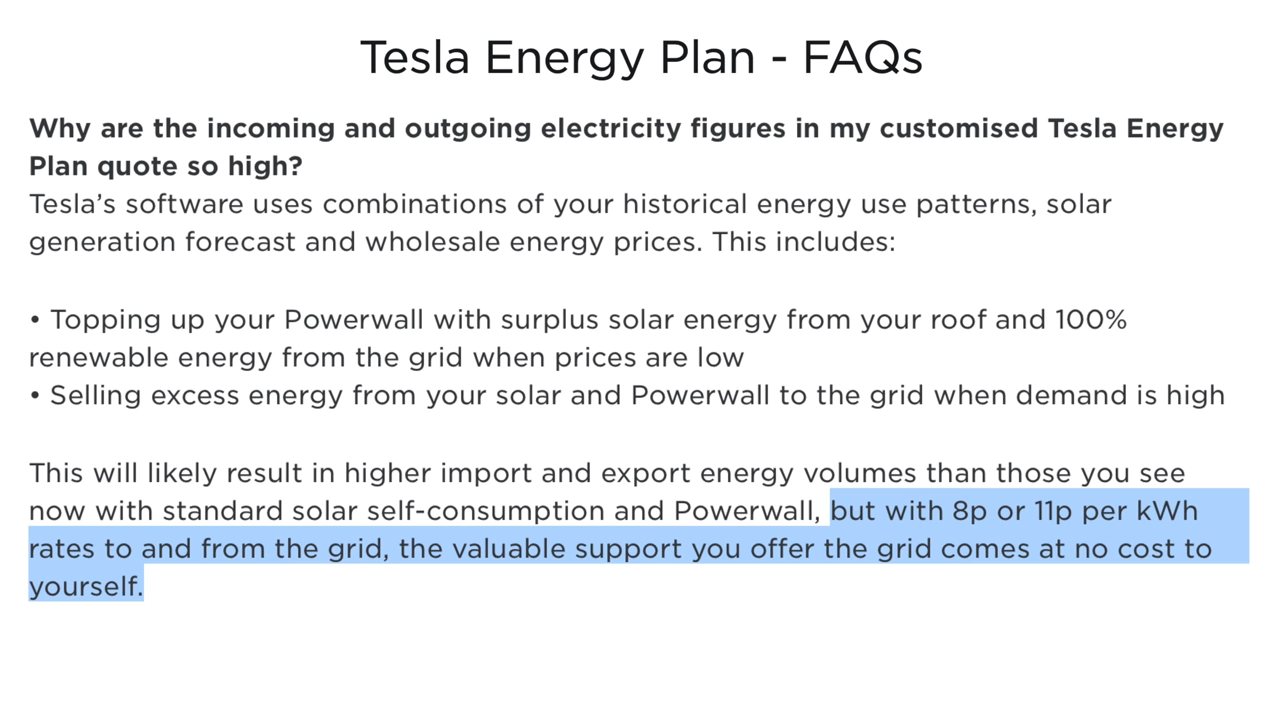 Tesla Energy Plan - FAQs
Why are the incoming and outgoing electricity figures in my customised Tesla Energy
Plan quote so high?
Tesla’s software uses combinations of your historical energy use patterns, solar
generation forecast and wholesale energy prices. This includes:
• Topping up your Powerwall with surplus solar energy from your roof and 100%
renewable energy from the grid when prices are low
• Selling excess energy from your solar and Powerwall to the grid when demand is high
This will likely result in higher import and export energy volumes than those you see
now with standard solar self-consumption and Powerwall, but with 8p or 11p per kWh
rates to and from the grid, the valuable support you offer the grid comes at no cost to
yourself.